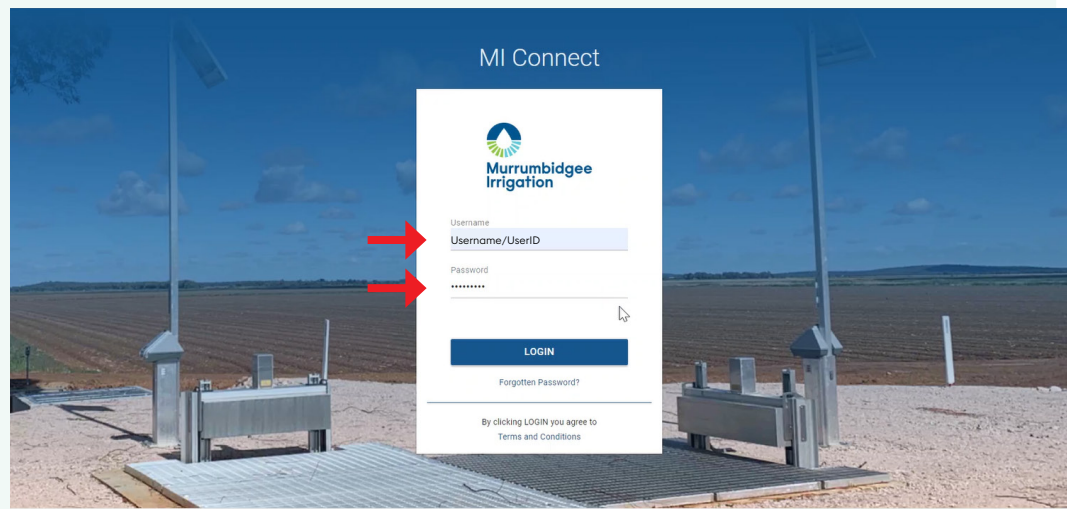 MI Connect
Murrumbidgee
Irrigation
Username
Username/UserID
Password
•••••••••
LOGIN
Forgotten Password?
By clicking LOGIN you agree to
Terms and Conditions